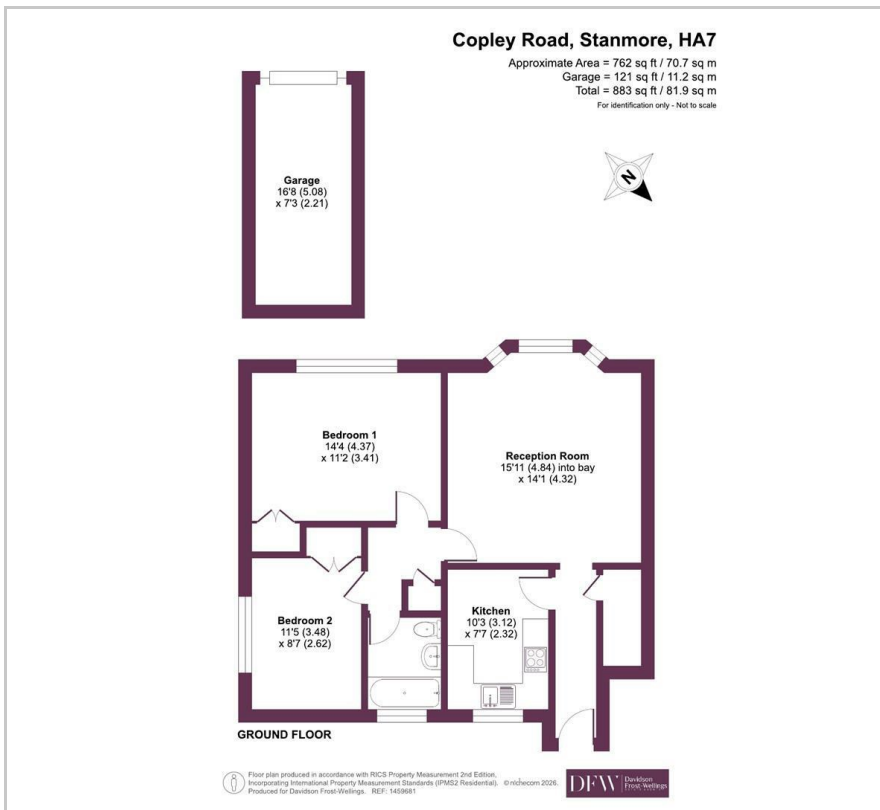 Copley Road, Stanmore, HA7
Approximate Area = 762 sq ft / 70.7 sq m
Garage = 121 sq ft / 11.2 sq m
Total = 883 sq ft / 81.9 sq m
For identification only - Not to scale
N
Garage
16'8 (5.08)
x 7'3 (2.21)
Bedroom 1
14'4 (4.37)
x 11'2 (3.41)
Reception Room
15'11 (4.84) into bay
x 14'1 (4.32)
Bedroom 2
11'5 (3.48)
x 8'7 (2.62)
Kitchen
10'3 (3.12)
x 7'7 (2.32)
GROUND FLOOR
Floor plan produced in accordance with RICS Property Measurement 2nd Edition,
Incorporating International Property Measurement Standards (IPMS2 Residential). © nichecom 2026.
Produced for Davidson Frost-Wellings. REF: 1459681
DFW
Davidson
Frost-Wellings